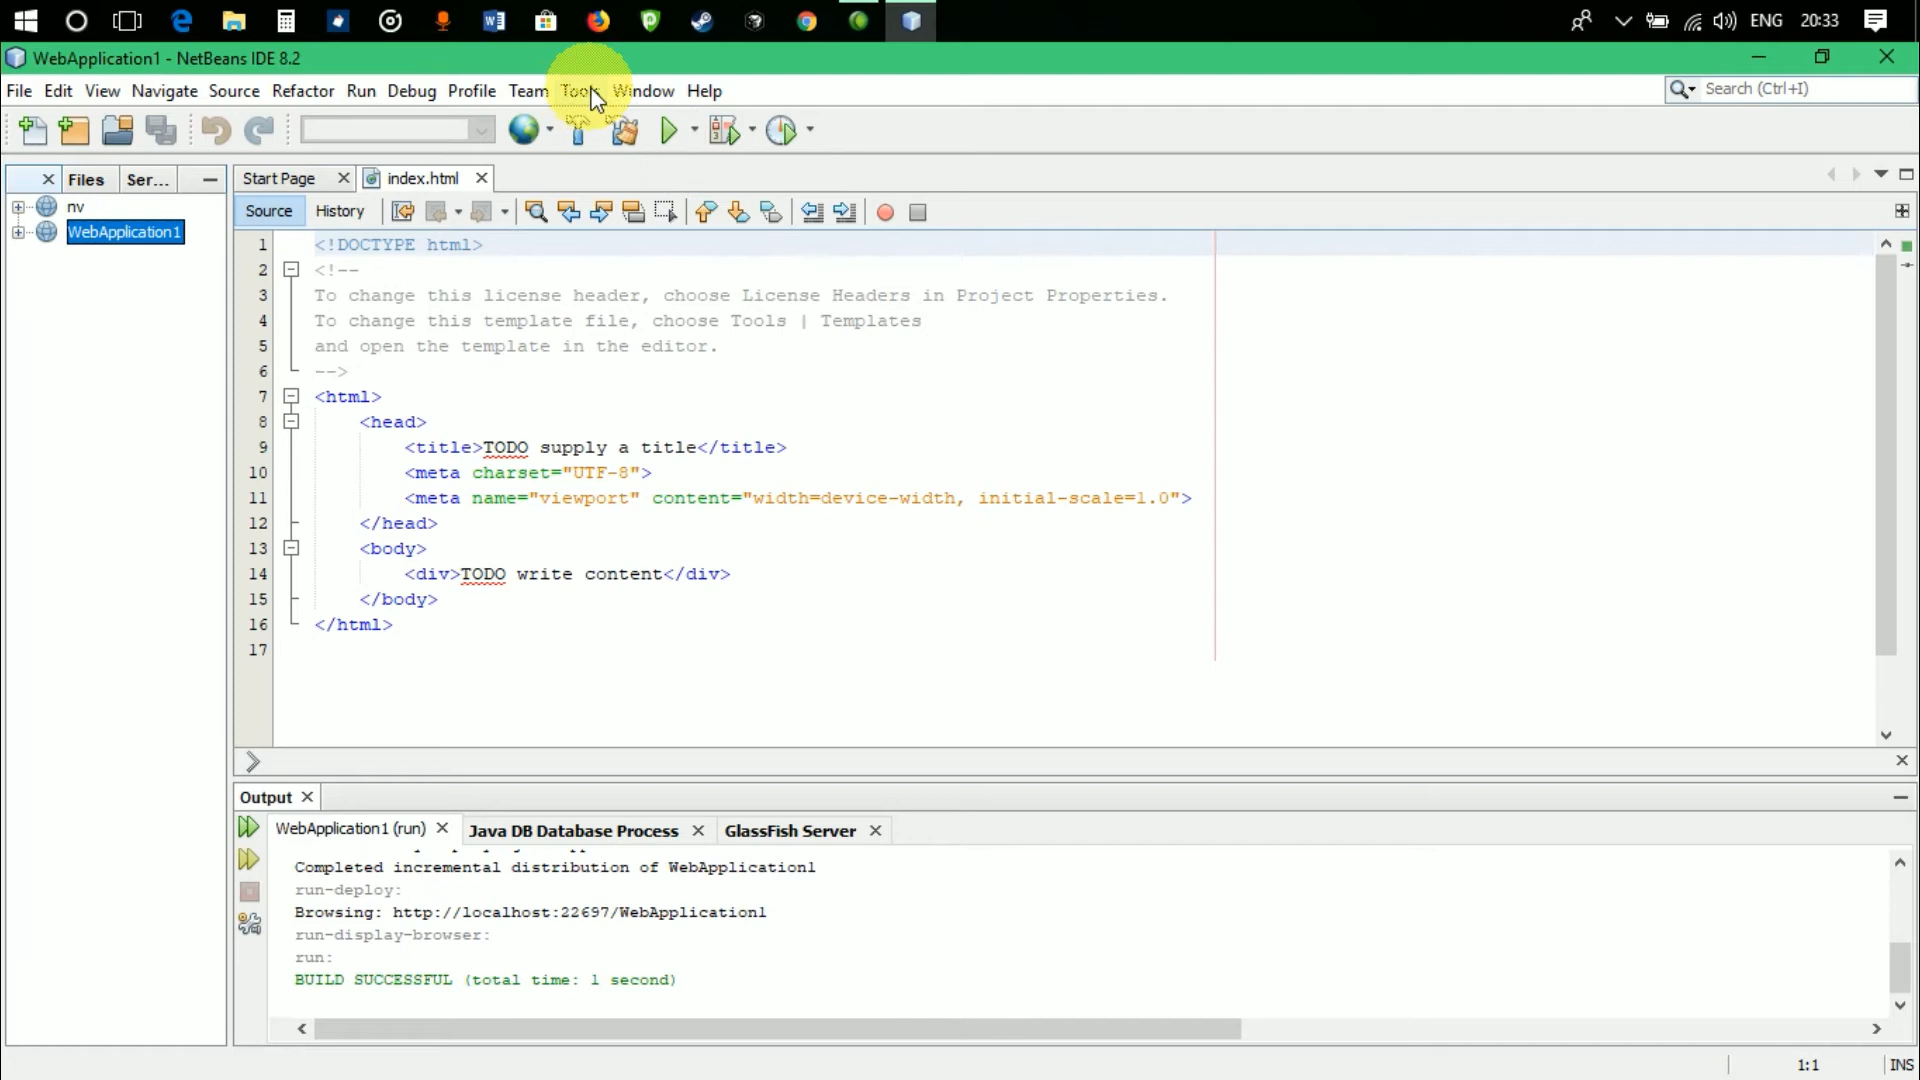 ENG 20:33
WebApplication1 - NetBeans IDE 8.2
File Edit View Navigate Source Refactor Run Debug Profile Team Tools Window Help
Search (Ctrl+I)
Files Ser...
Start Page index.html
nv
WebApplication1
Source History
1 <!DOCTYPE html>
2 <!--
3 To change this license header, choose License Headers in Project Properties.
4 To change this template file, choose Tools | Templates
5 and open the template in the editor.
6 -->
7 <html>
8 <head>
9 <title>TODO supply a title</title>
10 <meta charset="UTF-8">
11 <meta name="viewport" content="width=device-width, initial-scale=1.0">
12 </head>
13 <body>
14 <div>TODO write content</div>
15 </body>
16 </html>
17
Output
WebApplication1 (run) Java DB Database Process GlassFish Server
Completed incremental distribution of WebApplication1
run-deploy:
Browsing: http://localhost:22697/WebApplication1
run-display-browser:
run:
BUILD SUCCESSFUL (total time: 1 second)
1:1 INS